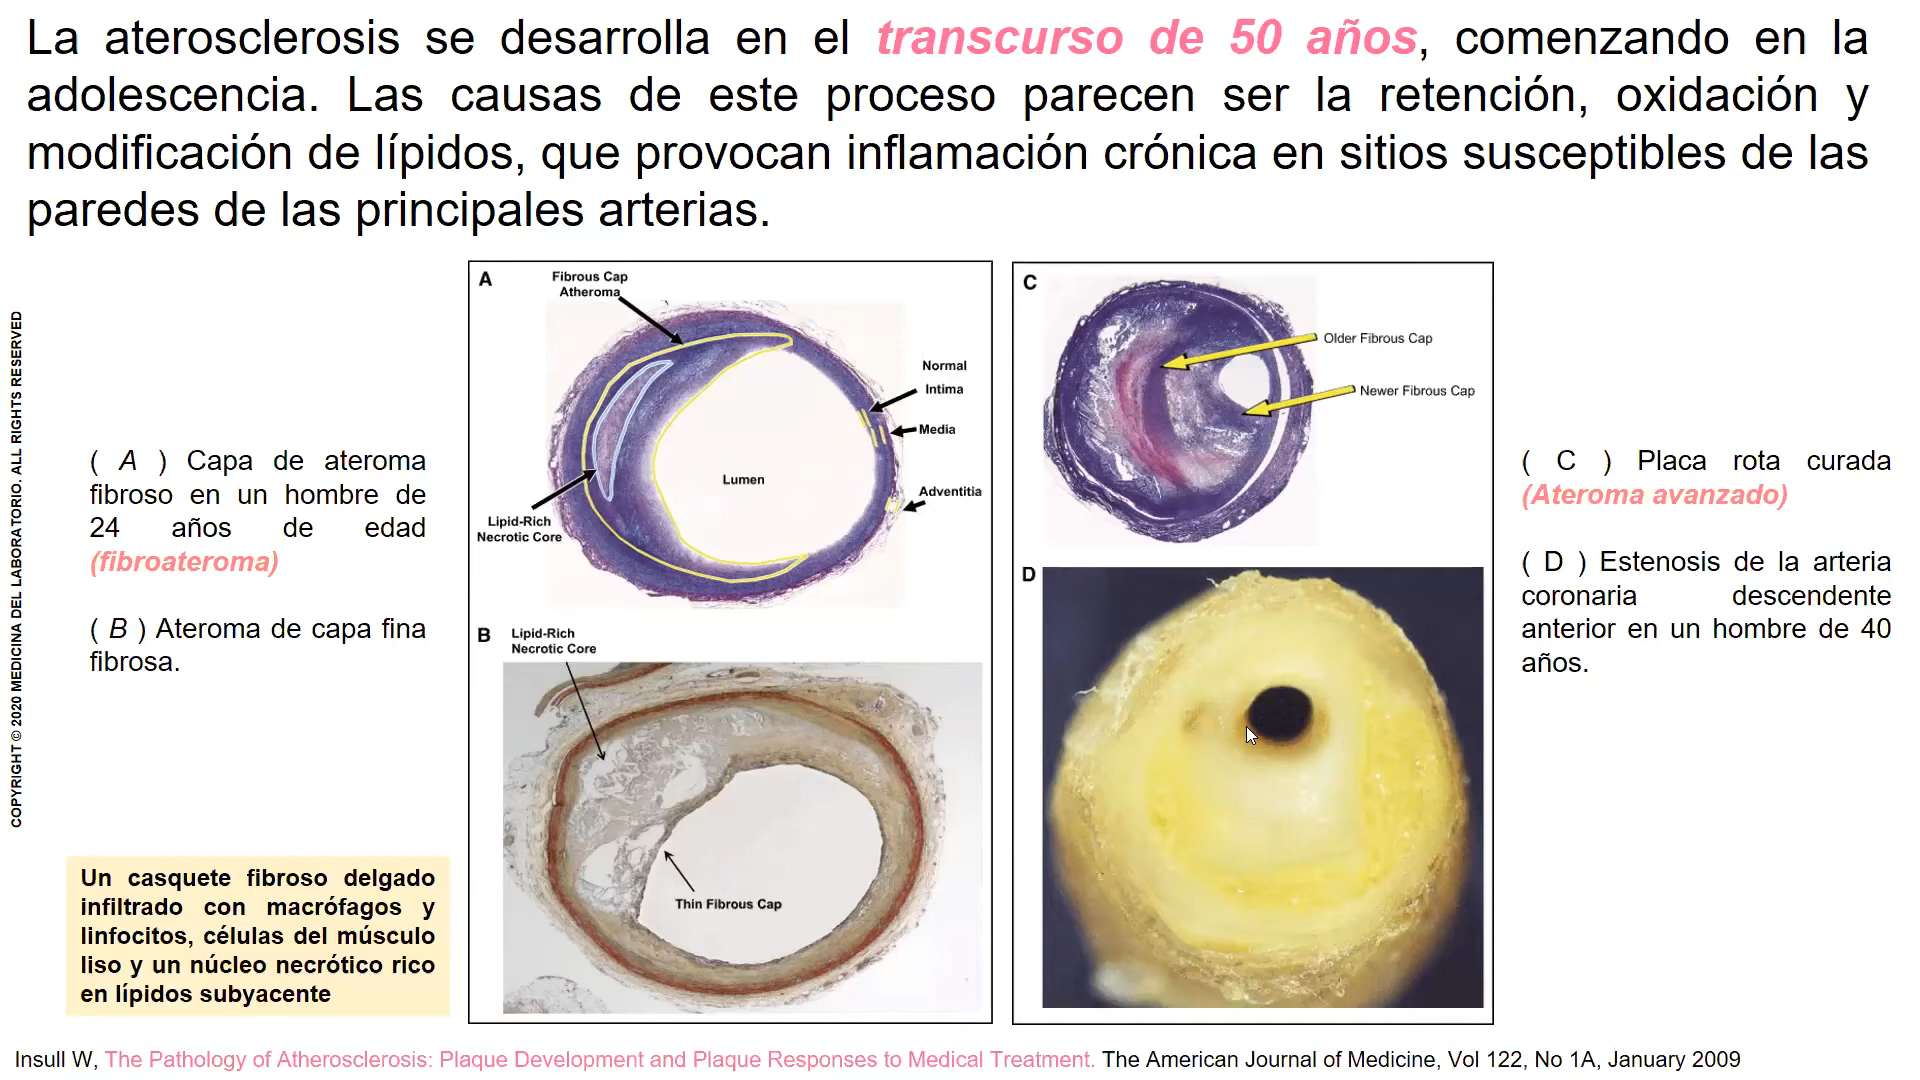 La aterosclerosis se desarrolla en el transcurso de 50 años, comenzando en la
adolescencia. Las causas de este proceso parecen ser la retención, oxidación y
modificación de lípidos, que provocan inflamación crónica en sitios susceptibles de las
paredes de las principales arterias.
COPYRIGHT © 2020 MEDICINA DEL LABORATORIO. ALL RIGHTS RESERVED
( A ) Capa de ateroma
fibroso en un hombre de
24 años de edad
(fibroateroma)
( B ) Ateroma de capa fina
fibrosa.
Un casquete fibroso delgado
infiltrado con macrófagos y
linfocitos, células del músculo
liso y un núcleo necrótico rico
en lípidos subyacente
A
Fibrous Cap
Atheroma
Normal
Intima
Media
Lumen
Adventitia
Lipid-Rich
Necrotic Core
B
Lipid-Rich
Necrotic Core
Thin Fibrous Cap
C
Older Fibrous Cap
Newer Fibrous Cap
D
( C ) Placa rota curada
(Ateroma avanzado)
( D ) Estenosis de la arteria
coronaria descendente
anterior en un hombre de 40
años.
Insull W, The Pathology of Atherosclerosis: Plaque Development and Plaque Responses to Medical Treatment. The American Journal of Medicine, Vol 122, No 1A, January 2009